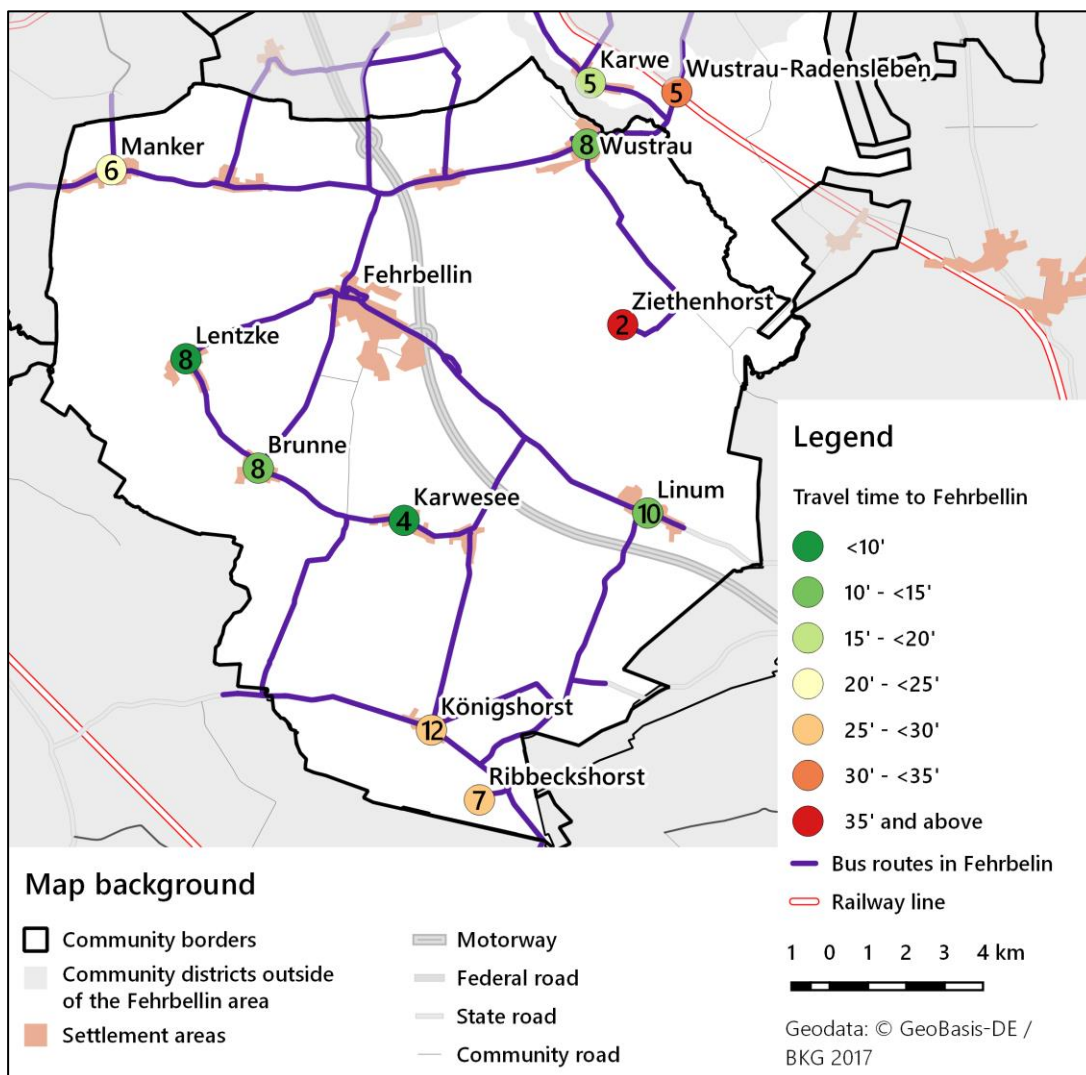 Karwe
5
Wustrau-Radensleben
5
Manker
6
8
Wustrau
Fehrbellin
Ziethenhorst
2
Lentzke
8
Brunne
8
Karwesee
4
Linum
10
Königshorst
12
Ribbeckshorst
7
Legend
Travel time to Fehrbellin
<10'
10' - <15'
15' - <20'
20' - <25'
25' - <30'
30' - <35'
35' and above
Bus routes in Fehrbelin
Railway line
1 0 1 2 3 4 km
Geodata: © GeoBasis-DE /
BKG 2017
Map background
Community borders
Community districts outside
of the Fehrbellin area
Settlement areas
Motorway
Federal road
State road
Community road